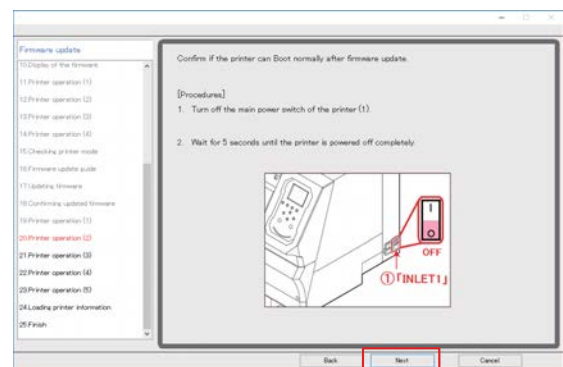 Firmware update
10 Display of the firmware
11 Printer operation (1)
12 Printer operation (2)
13 Printer operation (3)
14 Printer operation (4)
15 Checking printer mode
16 Firmware update guide
17 Updating firmware
18 Confirming updated firmware
19 Printer operation (1)
20 Printer operation (2)
21 Printer operation (3)
22 Printer operation (4)
23 Printer operation (5)
24 Loading printer information
25 Finish
Confirm if the printer can Boot normally after firmware update.
[Procedures]
1. Turn off the main power switch of the printer (1).
2. Wait for 5 seconds until the printer is powered off completely
OFF
①「INLET1」
Back
Next
Cancel